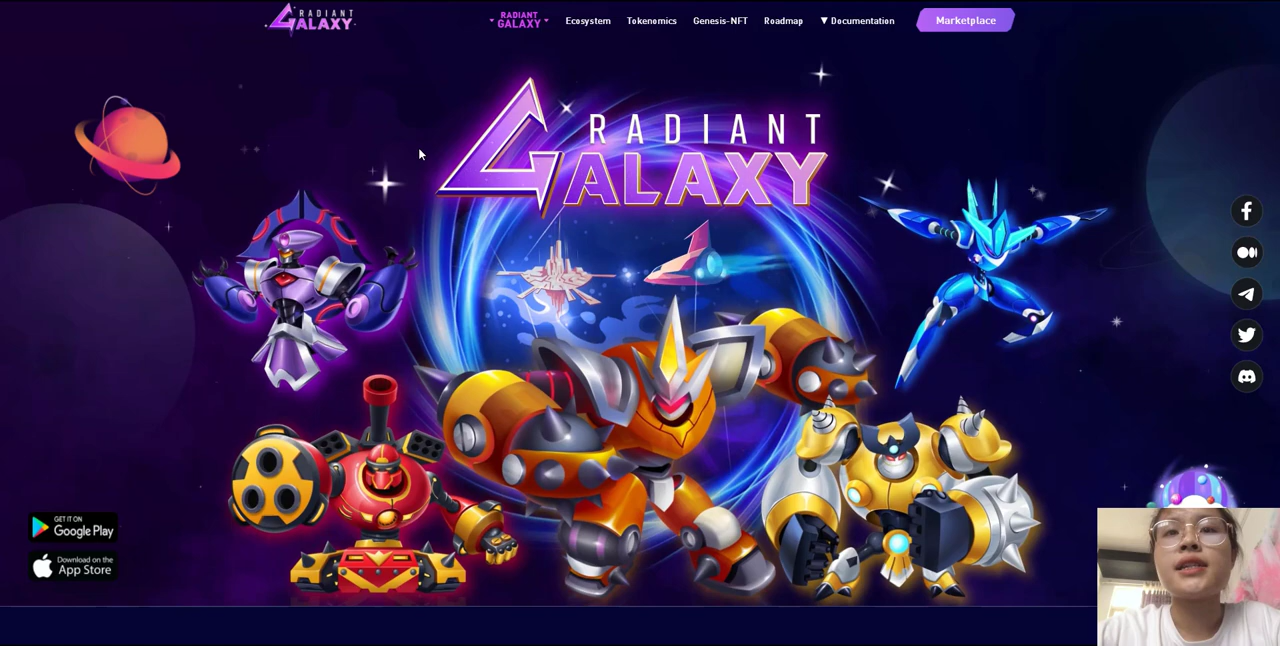 RADIANT
GALAXY
RADIANT
GALAXY
Ecosystem
Tokenomics
Genesis-NFT
Roadmap
▼ Documentation
Marketplace
RADIANT
GALAXY
GET IT ON
Google Play
Download on the
App Store